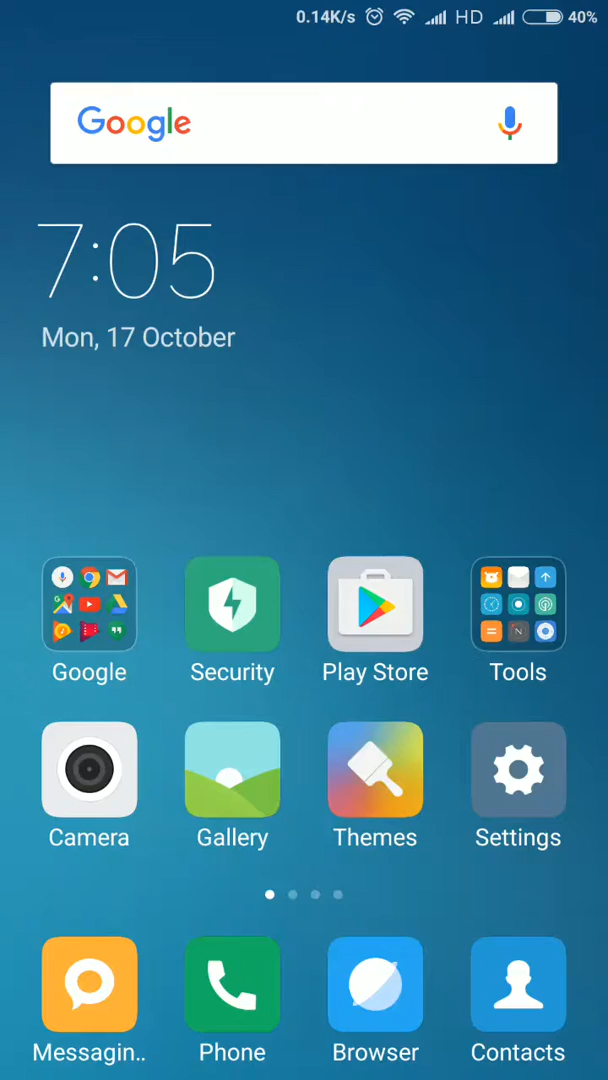 0.14K/s HD 40%
Google
7:05
Mon, 17 October
Google Security Play Store Tools
Camera Gallery Themes Settings
Messagin.. Phone Browser Contacts